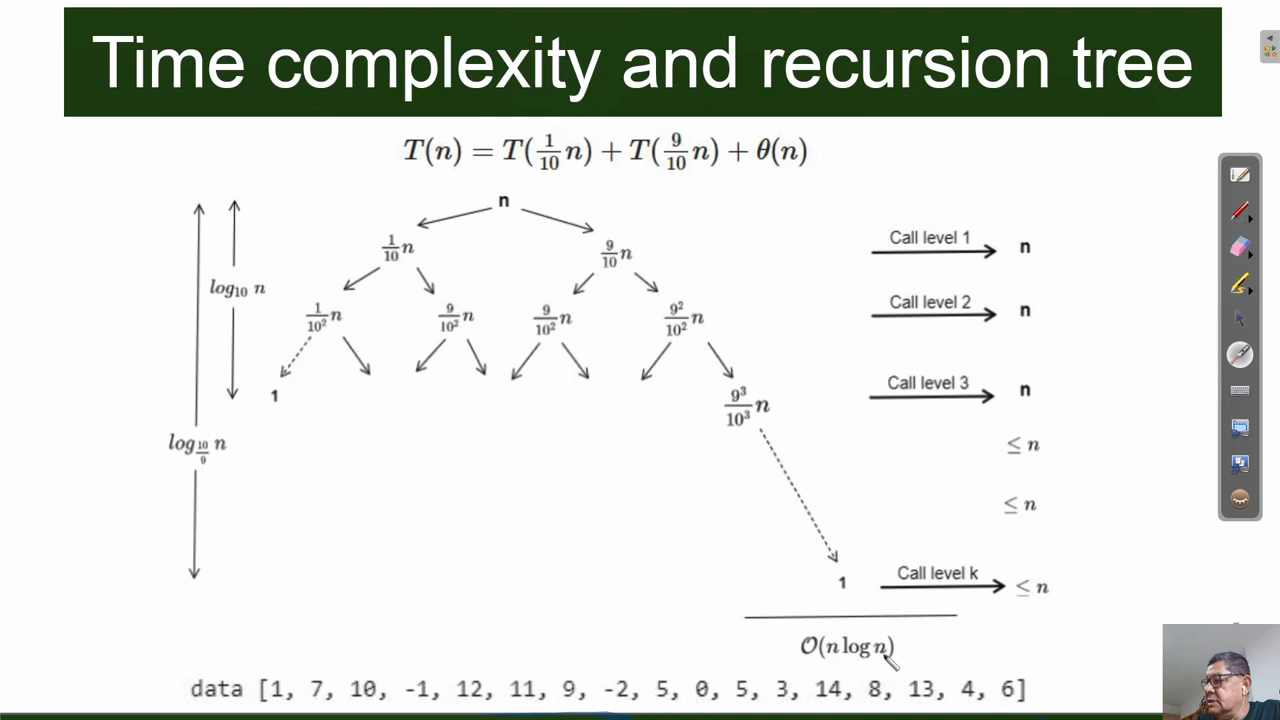 Time complexity and recursion tree
T(n) = T(1/10 n) + T(9/10 n) + θ(n)
n
1/10 n 9/10 n Call level 1 n
log10 n
1/10² n 9/10² n 9/10² n 9²/10² n Call level 2 n
1 9³/10³ n Call level 3 n
log10/9 n ≤ n
≤ n
1 Call level k ≤ n
O(n log n)
data [1, 7, 10, -1, 12, 11, 9, -2, 5, 0, 5, 3, 14, 8, 13, 4, 6]